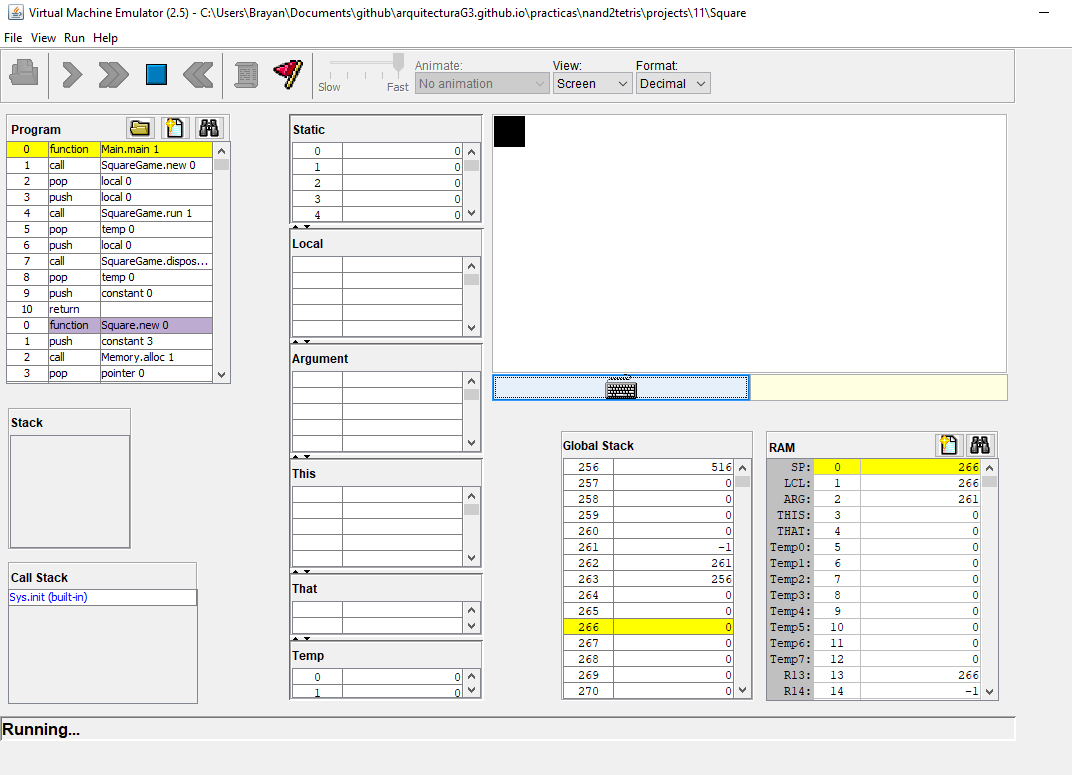 Virtual Machine Emulator (2.5) - C:\Users\Brayan\Documents\github\arquitecturaG3.github.io\practicas\nand2tetris\projects\11\Square
File View Run Help
Slow Fast
Animate:
No animation
View:
Screen
Format:
Decimal
Program
0 function Main.main 1
1 call SquareGame.new 0
2 pop local 0
3 push local 0
4 call SquareGame.run 1
5 pop temp 0
6 push local 0
7 call SquareGame.dispos...
8 pop temp 0
9 push constant 0
10 return
0 function Square.new 0
1 push constant 3
2 call Memory.alloc 1
3 pop pointer 0
Stack
Call Stack
Sys.init (built-in)
Static
0 0
1 0
2 0
3 0
4 0
Local
Argument
This
That
Temp
0 0
1 0
Global Stack
256 516
257 0
258 0
259 0
260 0
261 -1
262 261
263 256
264 0
265 0
266 0
267 0
268 0
269 0
270 0
RAM
SP: 0 266
LCL: 1 266
ARG: 2 261
THIS: 3 0
THAT: 4 0
Temp0: 5 0
Temp1: 6 0
Temp2: 7 0
Temp3: 8 0
Temp4: 9 0
Temp5: 10 0
Temp6: 11 0
Temp7: 12 0
R13: 13 266
R14: 14 -1
Running...